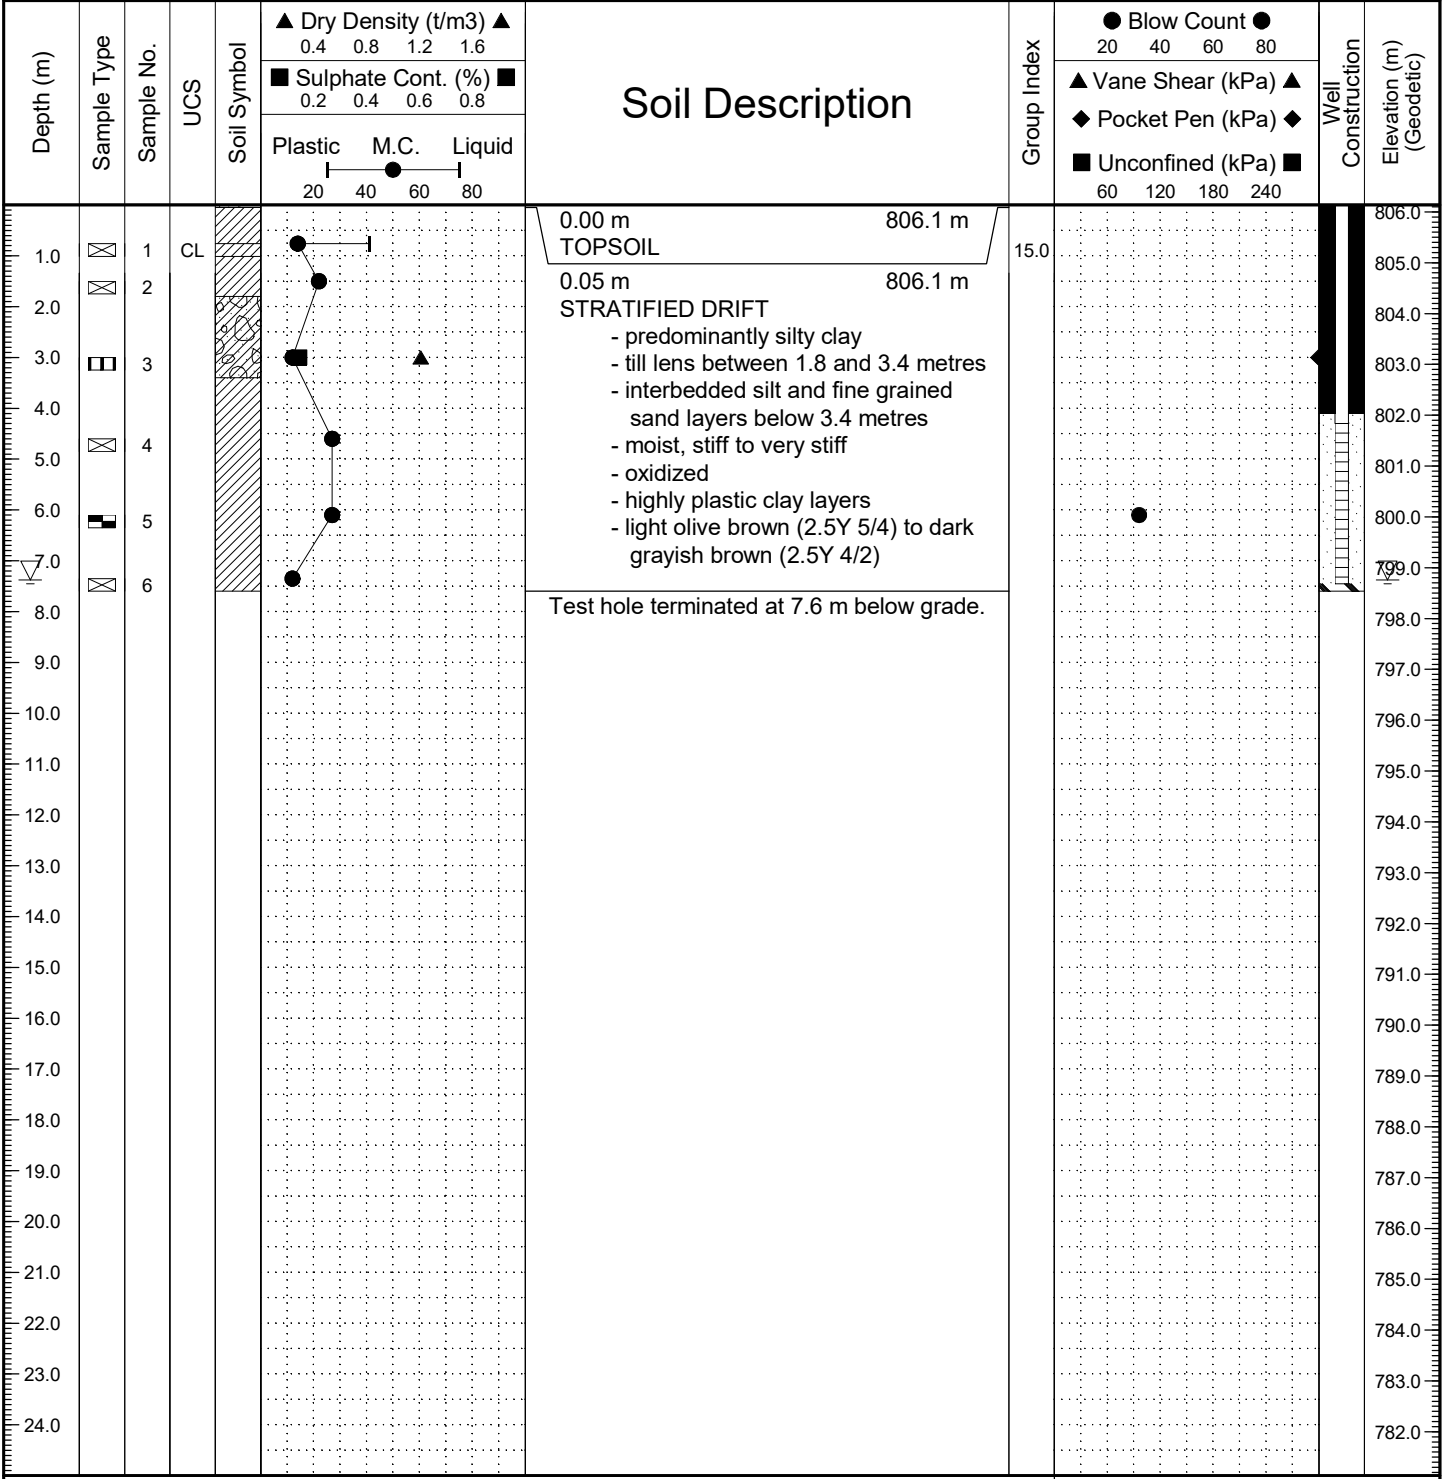 Depth (m)
Sample Type
Sample No.
UCS
Soil Symbol
▲ Dry Density (t/m3) ▲
0.4 0.8 1.2 1.6
■ Sulphate Cont. (%) ■
0.2 0.4 0.6 0.8
Plastic M.C. Liquid
20 40 60 80
Soil Description
Group Index
● Blow Count ●
20 40 60 80
▲ Vane Shear (kPa) ▲
◆ Pocket Pen (kPa) ◆
■ Unconfined (kPa) ■
60 120 180 240
Well
Construction
Elevation (m)
(Geodetic)
1.0
2.0
3.0
4.0
5.0
6.0
7.0
8.0
9.0
10.0
11.0
12.0
13.0
14.0
15.0
16.0
17.0
18.0
19.0
20.0
21.0
22.0
23.0
24.0
1
2
3
4
5
6
CL
0.00 m 806.1 m
TOPSOIL
0.05 m 806.1 m
STRATIFIED DRIFT
- predominantly silty clay
- till lens between 1.8 and 3.4 metres
- interbedded silt and fine grained
sand layers below 3.4 metres
- moist, stiff to very stiff
- oxidized
- highly plastic clay layers
- light olive brown (2.5Y 5/4) to dark
grayish brown (2.5Y 4/2)
Test hole terminated at 7.6 m below grade.
15.0
806.0
805.0
804.0
803.0
802.0
801.0
800.0
799.0
798.0
797.0
796.0
795.0
794.0
793.0
792.0
791.0
790.0
789.0
788.0
787.0
786.0
785.0
784.0
783.0
782.0